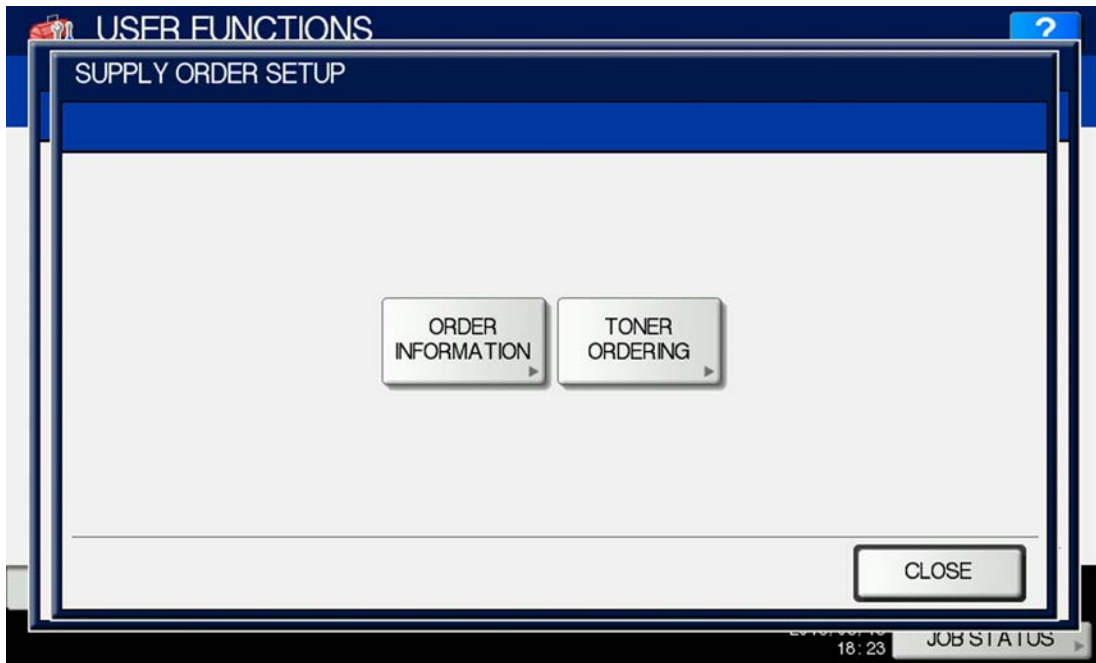 USER FUNCTIONS
?
SUPPLY ORDER SETUP
ORDER
INFORMATION
TONER
ORDERING
CLOSE
18:23
JOB STATUS